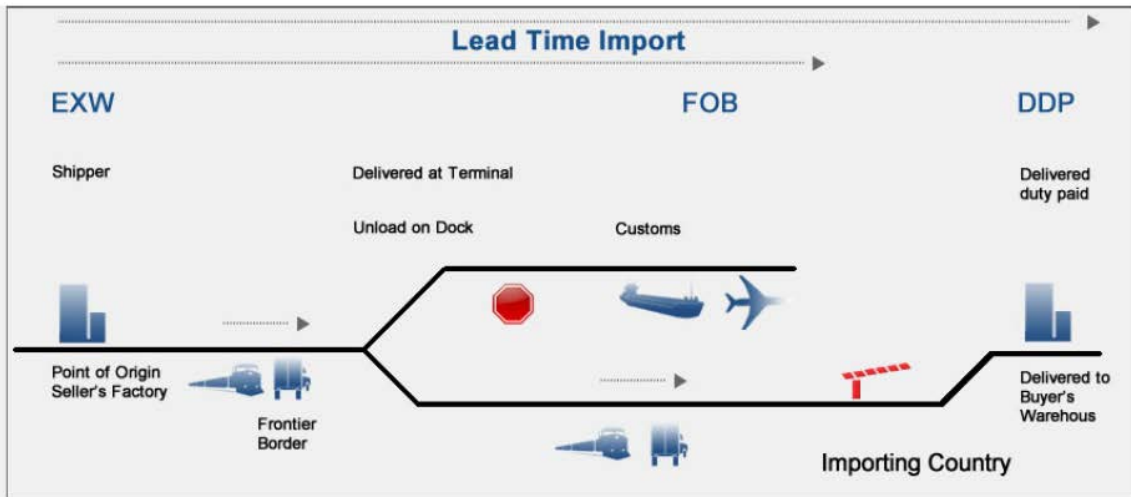 Lead Time Import
EXW
FOB
DDP
Shipper
Delivered at Terminal
Delivered
duty paid
Unload on Dock
Customs
Point of Origin
Seller's Factory
Frontier
Border
Delivered to
Buyer's
Warehous
Importing Country